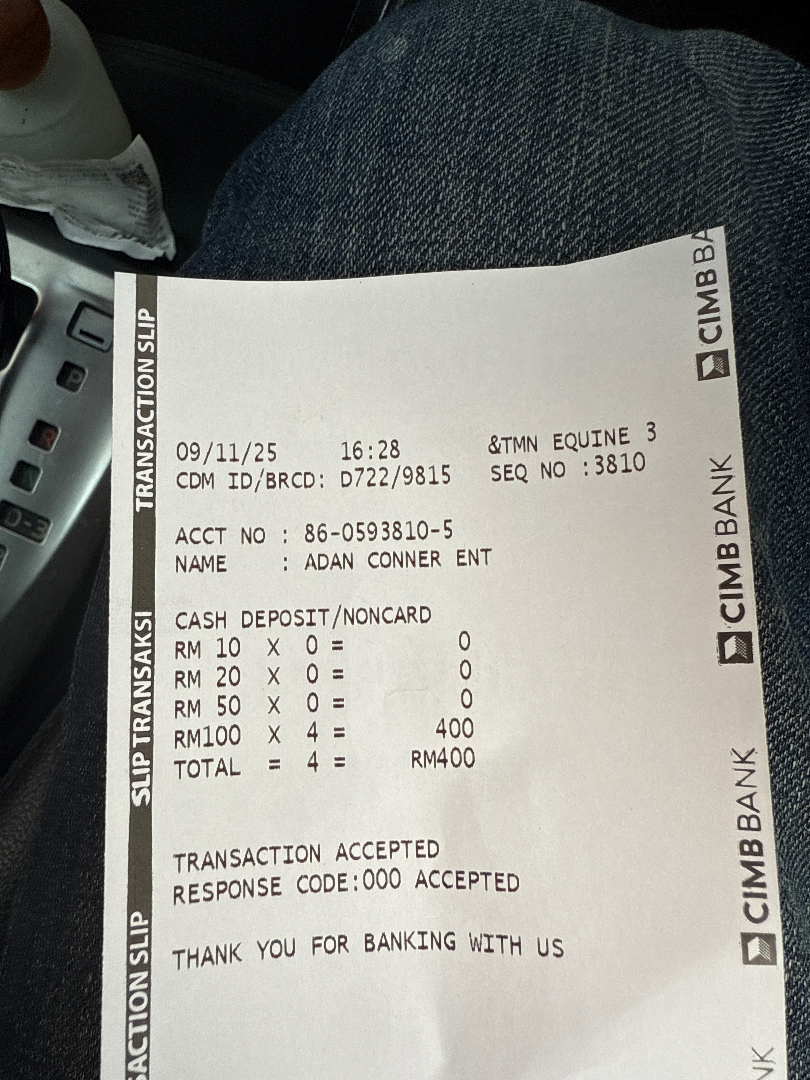 TRANSACTION SLIP
SLIP TRANSAKSI
CIMB BANK
CIMB BANK
CIMB BANK
09/11/25 16:28 &TMN EQUINE 3
CDM ID/BRCD: D722/9815 SEQ NO :3810
ACCT NO : 86-0593810-5
NAME : ADAN CONNER ENT
CASH DEPOSIT/NONCARD
RM 10 X 0 = 0
RM 20 X 0 = 0
RM 50 X 0 = 0
RM100 X 4 = 400
TOTAL = 4 = RM400
TRANSACTION ACCEPTED
RESPONSE CODE:000 ACCEPTED
THANK YOU FOR BANKING WITH US
P
R
D-3